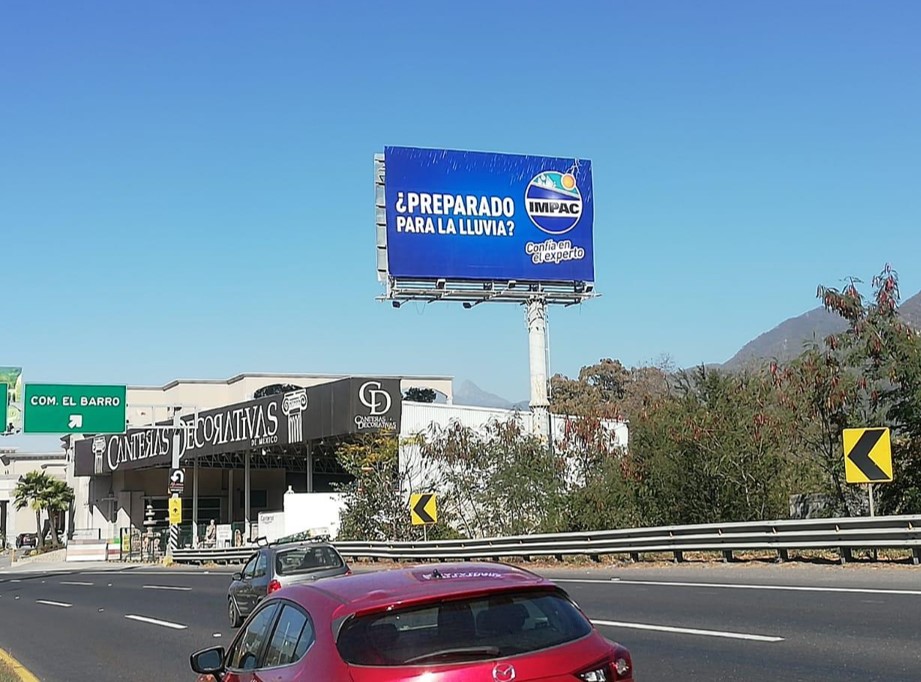 ¿PREPARADO
PARA LA LLUVIA?
IMPAC
Confía en
el experto
COM. EL BARRO
CANTERAS DECORATIVAS
DE MEXICO
CD
CANTERAS
DECORATIVAS